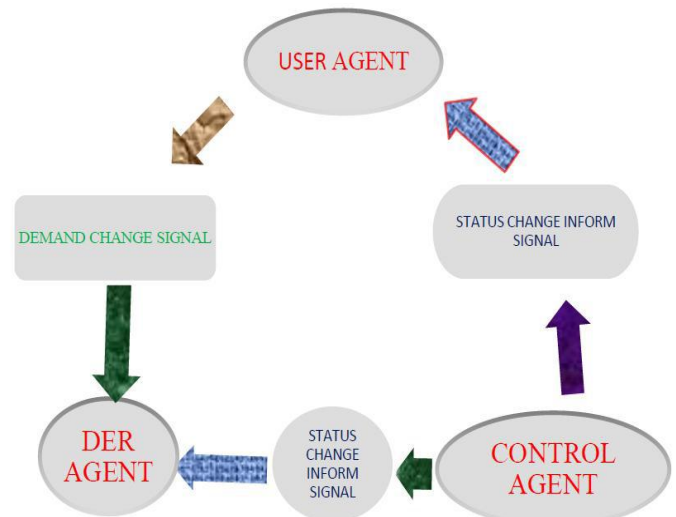 USER AGENT
DEMAND CHANGE SIGNAL
STATUS CHANGE INFORM
SIGNAL
DER
AGENT
STATUS
CHANGE
INFORM
SIGNAL
CONTROL
AGENT